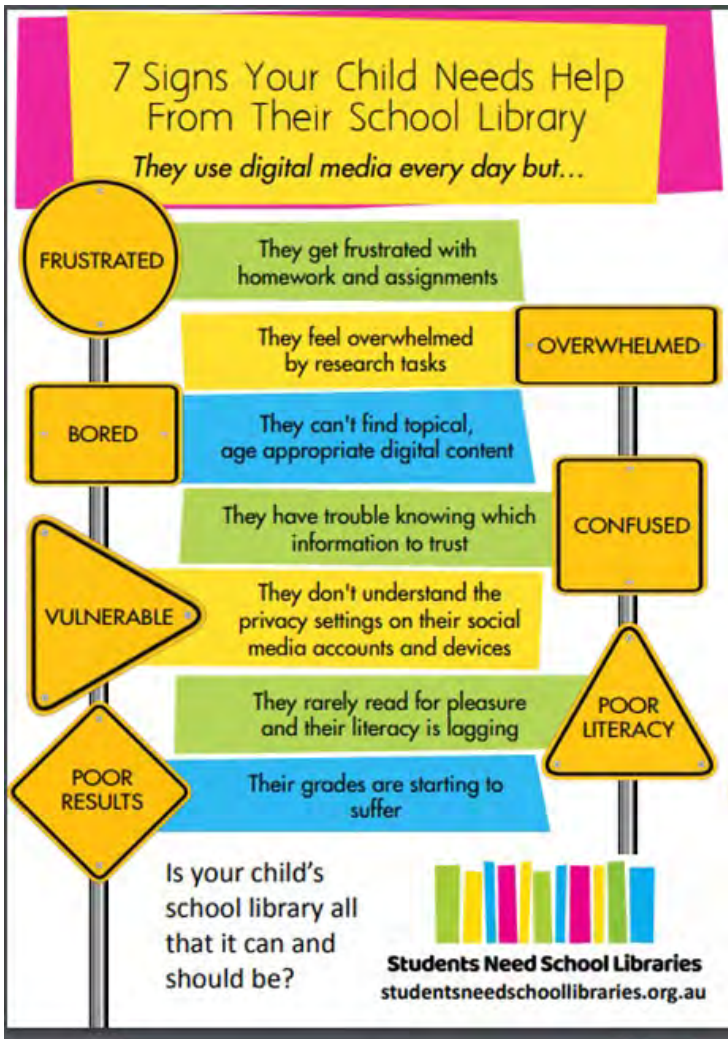 7 Signs Your Child Needs Help
From Their School Library
They use digital media every day but...
FRUSTRATED
They get frustrated with
homework and assignments
They feel overwhelmed
by research tasks
OVERWHELMED
BORED
They can't find topical,
age appropriate digital content
They have trouble knowing which
information to trust
CONFUSED
VULNERABLE
They don't understand the
privacy settings on their social
media accounts and devices
They rarely read for pleasure
and their literacy is lagging
POOR
LITERACY
POOR
RESULTS
Their grades are starting to
suffer
Is your child's
school library all
that it can and
should be?
Students Need School Libraries
studentsneedschoollibraries.org.au